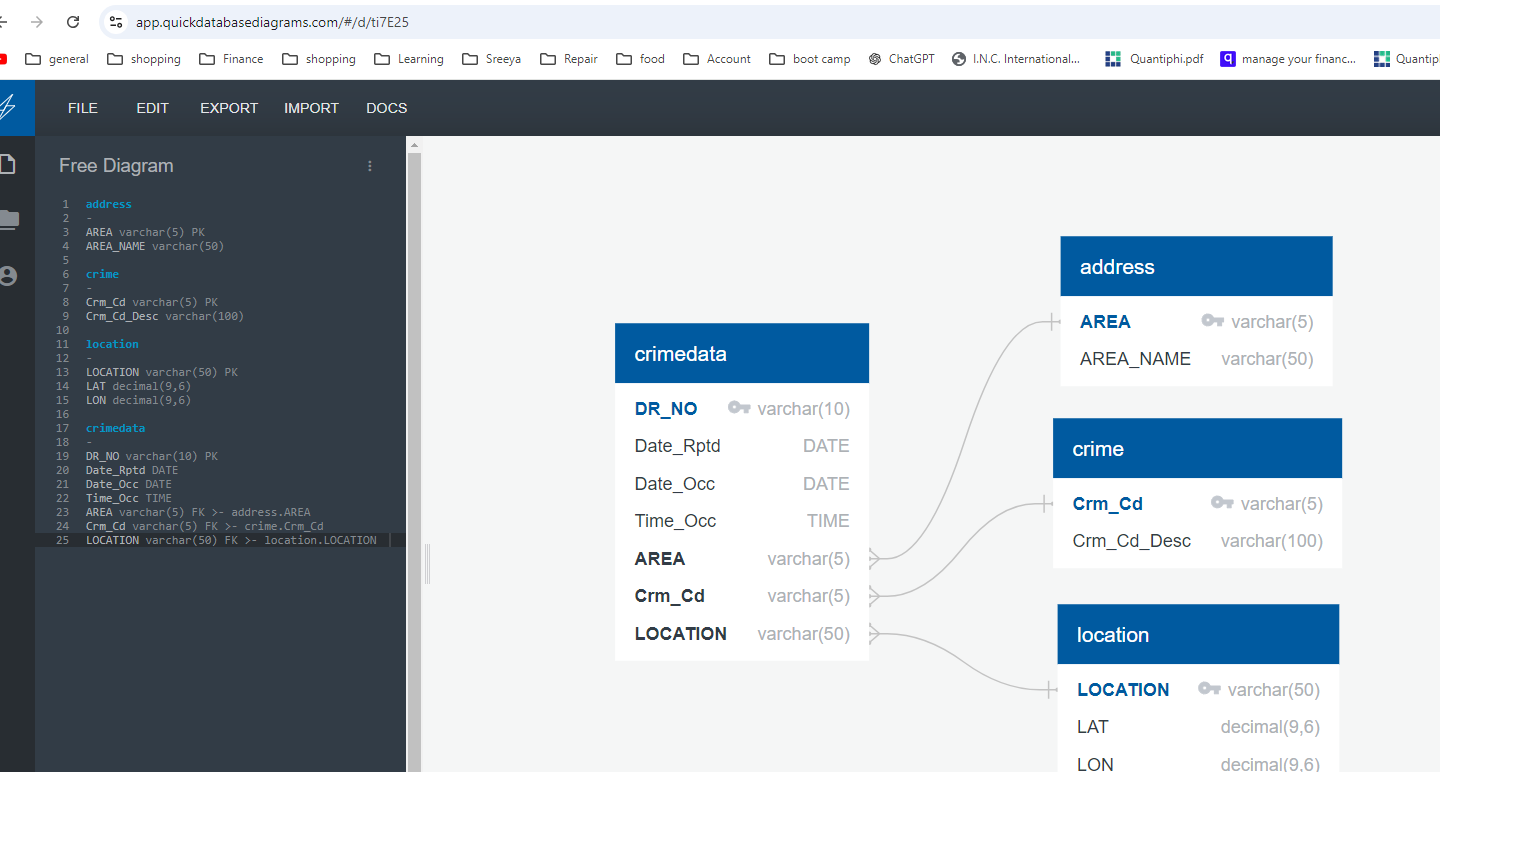 app.quickdatabasediagrams.com/#/d/ti7E25
general shopping Finance shopping Learning Sreeya Repair food Account boot camp ChatGPT I.N.C. International... Quantiphi.pdf manage your financ... Quantipl
FILE EDIT EXPORT IMPORT DOCS
Free Diagram
1 address
2 -
3 AREA varchar(5) PK
4 AREA_NAME varchar(50)
5
6 crime
7 -
8 Crm_Cd varchar(5) PK
9 Crm_Cd_Desc varchar(100)
10
11 location
12 -
13 LOCATION varchar(50) PK
14 LAT decimal(9,6)
15 LON decimal(9,6)
16
17 crimedata
18 -
19 DR_NO varchar(10) PK
20 Date_Rptd DATE
21 Date_Occ DATE
22 Time_Occ TIME
23 AREA varchar(5) FK >- address.AREA
24 Crm_Cd varchar(5) FK >- crime.Crm_Cd
25 LOCATION varchar(50) FK >- location.LOCATION
crimedata
DR_NO varchar(10)
Date_Rptd DATE
Date_Occ DATE
Time_Occ TIME
AREA varchar(5)
Crm_Cd varchar(5)
LOCATION varchar(50)
address
AREA varchar(5)
AREA_NAME varchar(50)
crime
Crm_Cd varchar(5)
Crm_Cd_Desc varchar(100)
location
LOCATION varchar(50)
LAT decimal(9,6)
LON decimal(9,6)